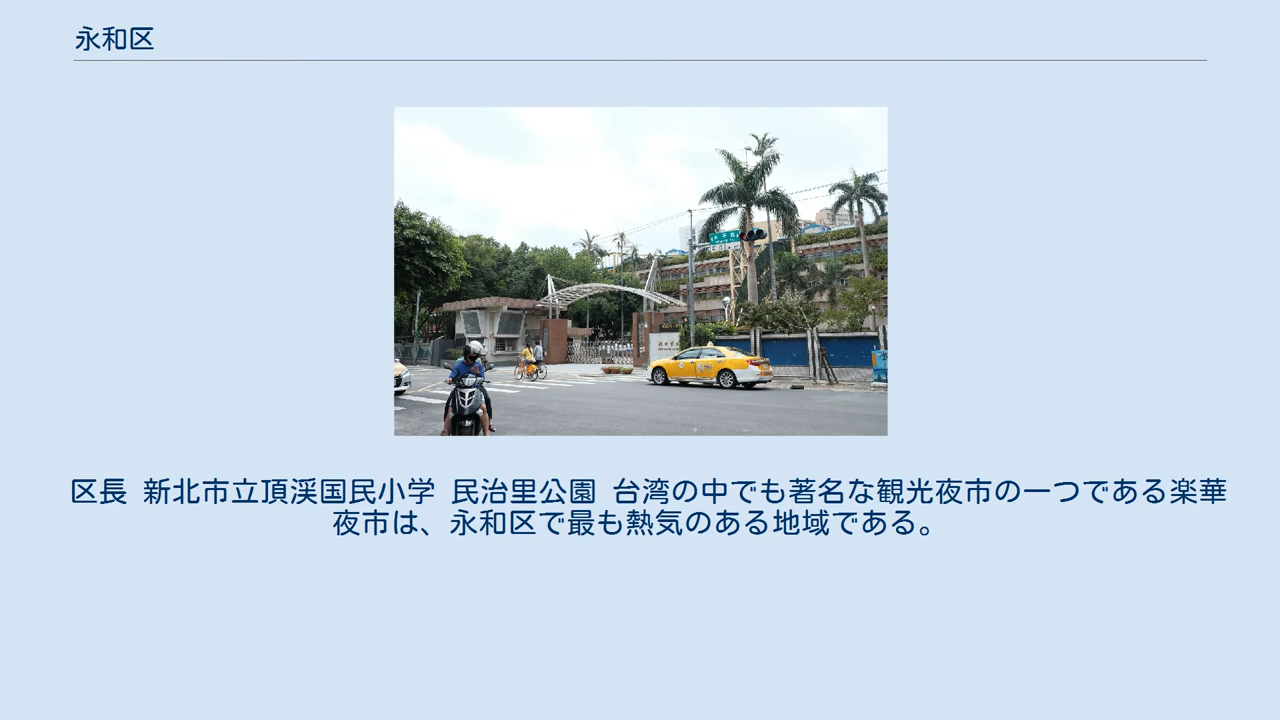 永和区
区長 新北市立頂渓国民小学 民治里公園 台湾の中でも著名な観光夜市の一つである楽華
夜市は、永和区で最も熱気のある地域である。